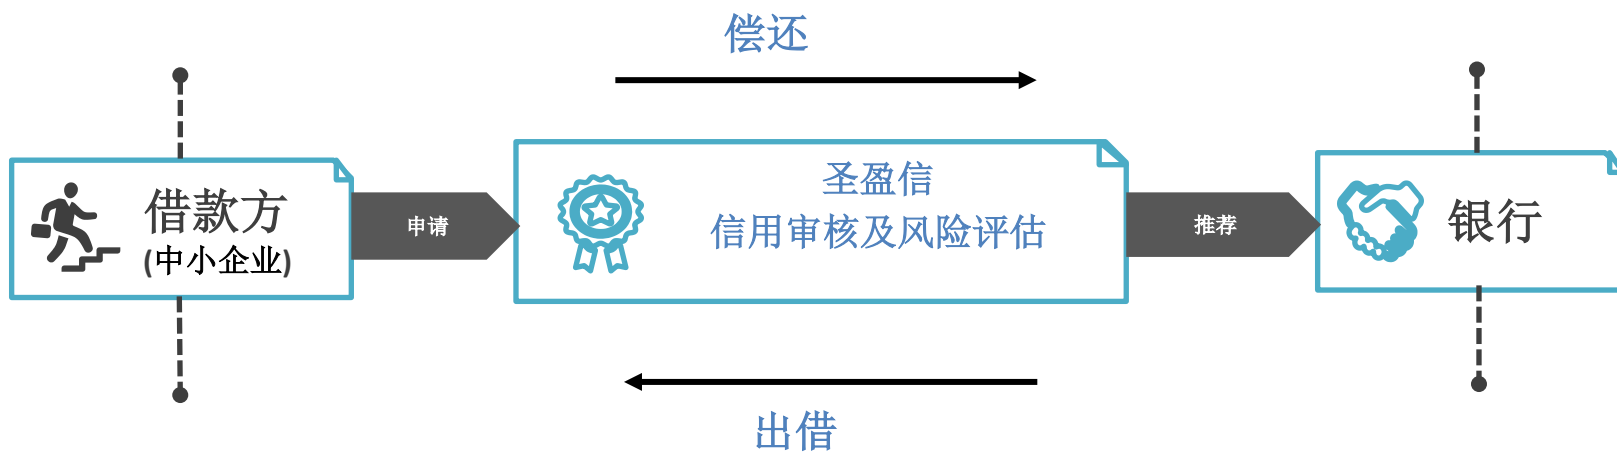 偿还
借款方
(中小企业)
申请
圣盈信
信用审核及风险评估
推荐
银行
出借